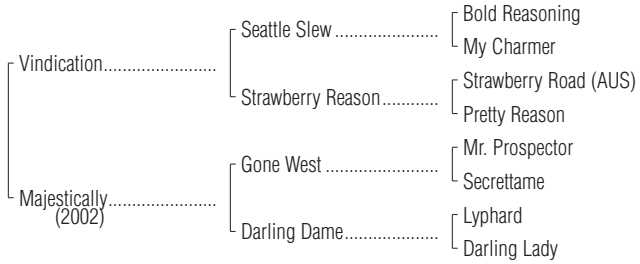 Bold Reasoning
Seattle Slew ....................
My Charmer
Vindication......................
Strawberry Road (AUS)
Strawberry Reason...........
Pretty Reason
Mr. Prospector
Gone West ......................
Secrettame
Majestically.....................
(2002)
Lyphard
Darling Dame..................
Darling Lady